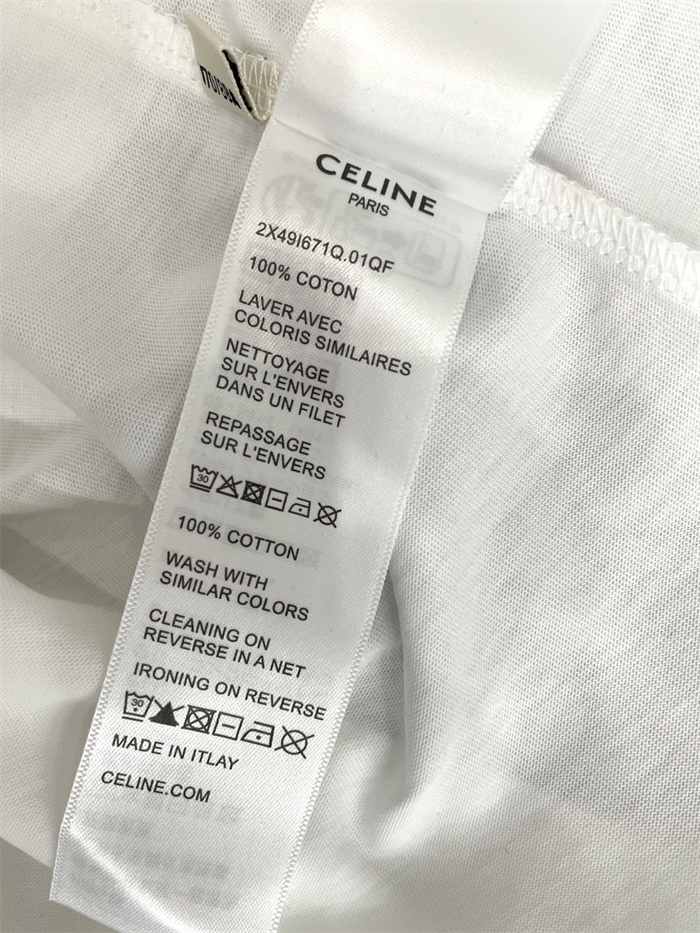 CELINE
PARIS
2X49I671Q.01QF
100% COTON
LAVER AVEC
COLORIS SIMILAIRES
NETTOYAGE
SUR L'ENVERS
DANS UN FILET
REPASSAGE
SUR L'ENVERS
30
100% COTTON
WASH WITH
SIMILAR COLORS
CLEANING ON
REVERSE IN A NET
IRONING ON REVERSE
30
MADE IN ITLAY
CELINE.COM